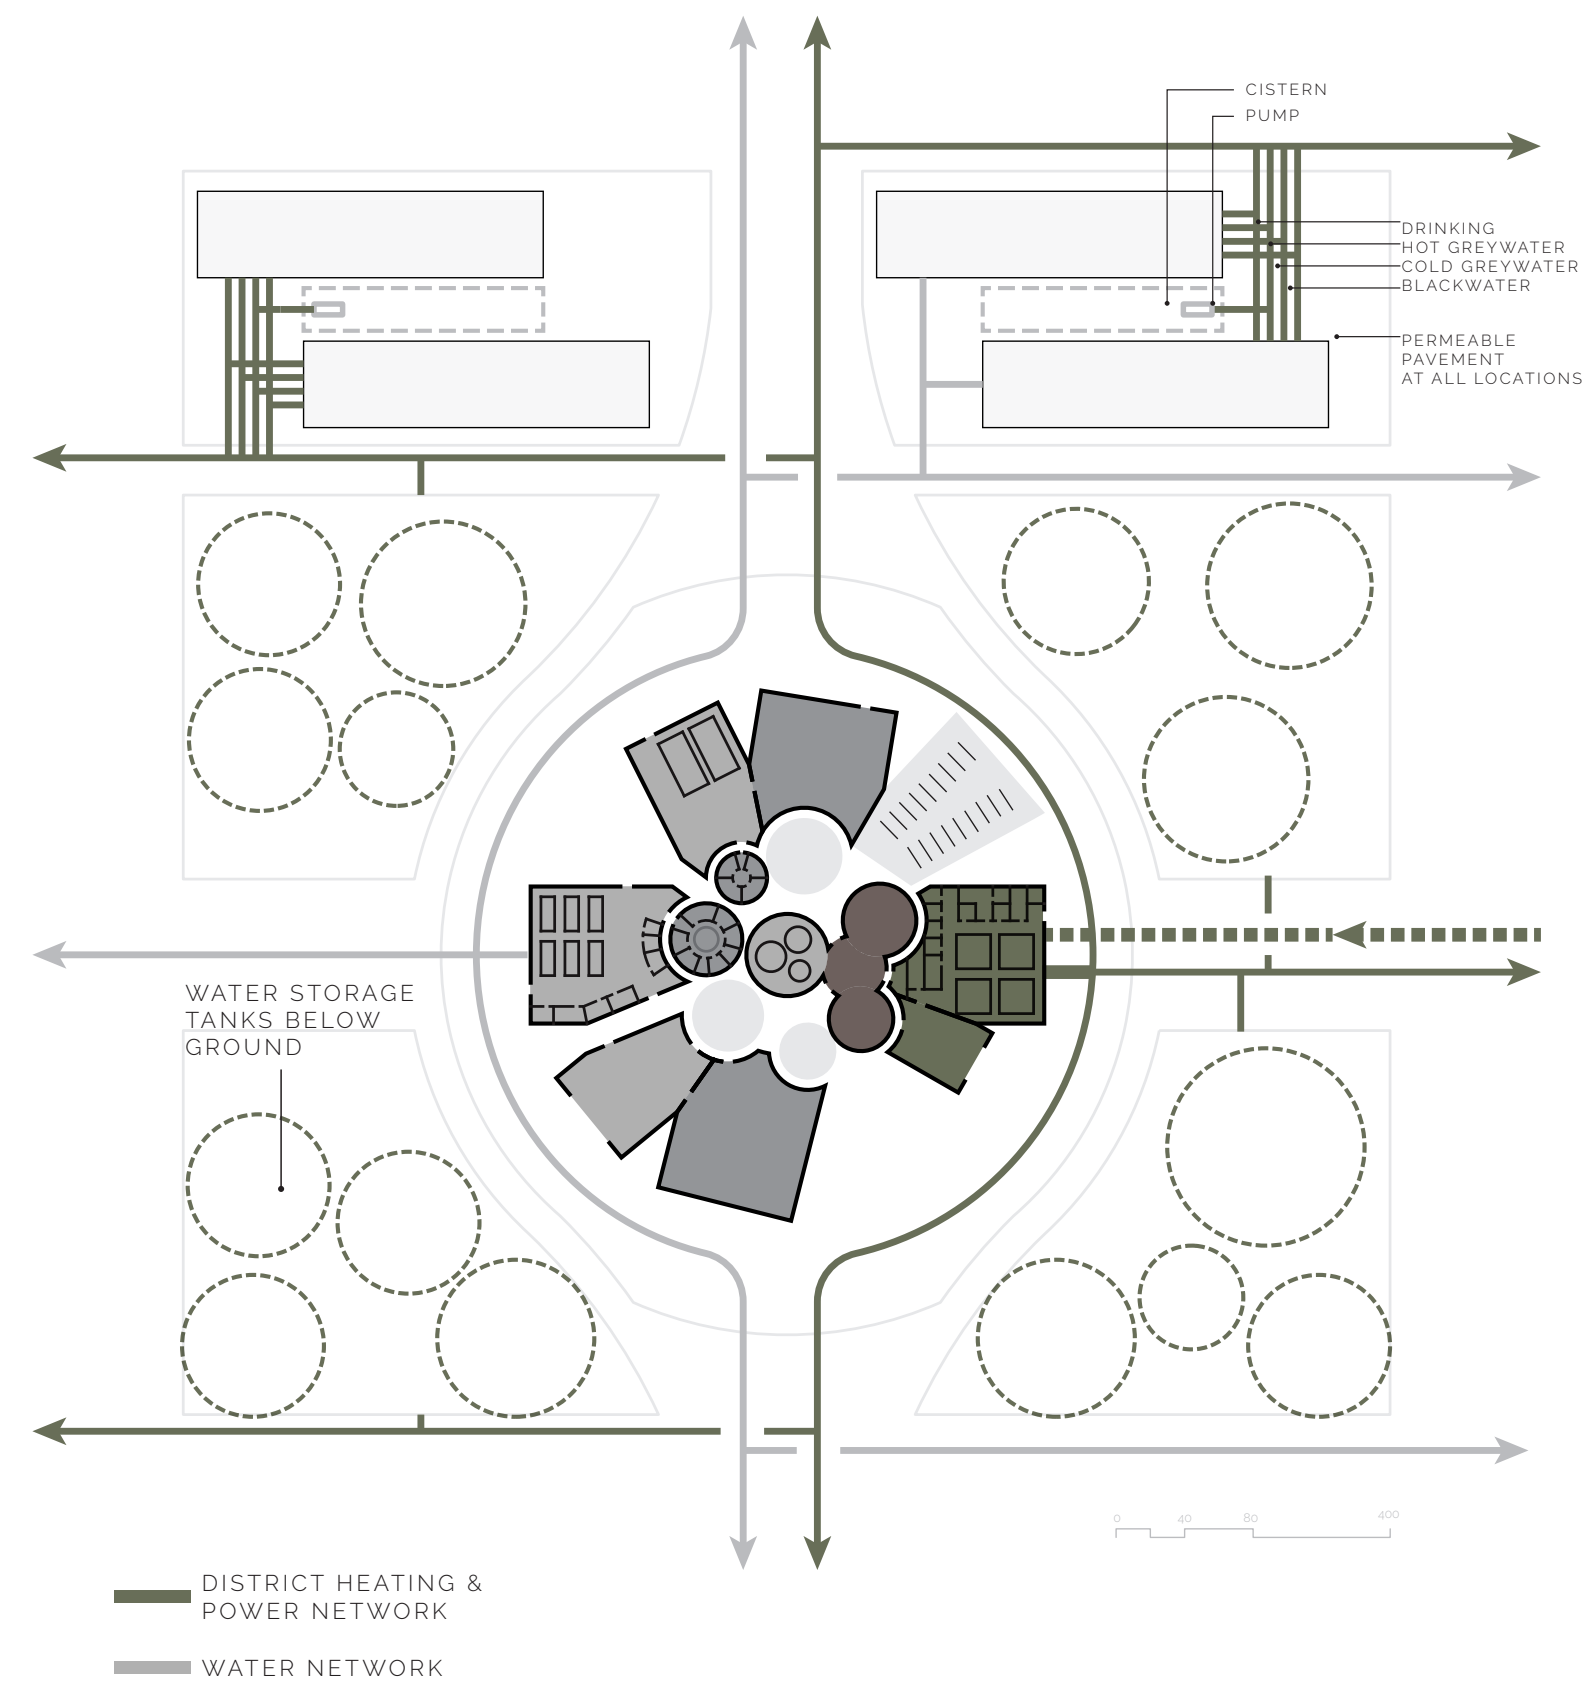 CISTERN
PUMP
DRINKING
HOT GREYWATER
COLD GREYWATER
BLACKWATER
PERMEABLE
PAVEMENT
AT ALL LOCATIONS
WATER STORAGE
TANKS BELOW
GROUND
0 40 80 400
DISTRICT HEATING &
POWER NETWORK
WATER NETWORK